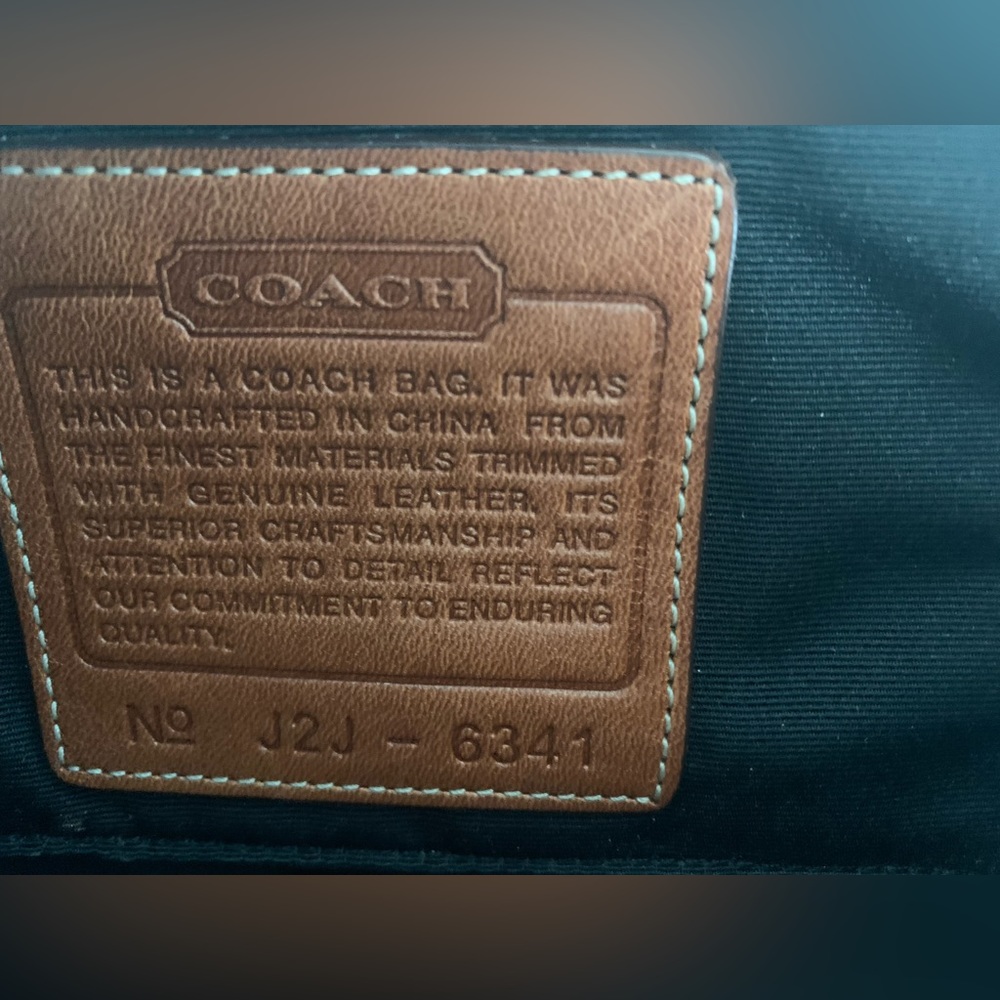 COACH
THIS IS A COACH BAG. IT WAS
HANDCRAFTED IN CHINA FROM
THE FINEST MATERIALS TRIMMED
WITH GENUINE LEATHER. ITS
SUPERIOR CRAFTSMANSHIP AND
ATTENTION TO DETAIL REFLECT
OUR COMMITMENT TO ENDURING
QUALITY.
Nº J2J - 6341